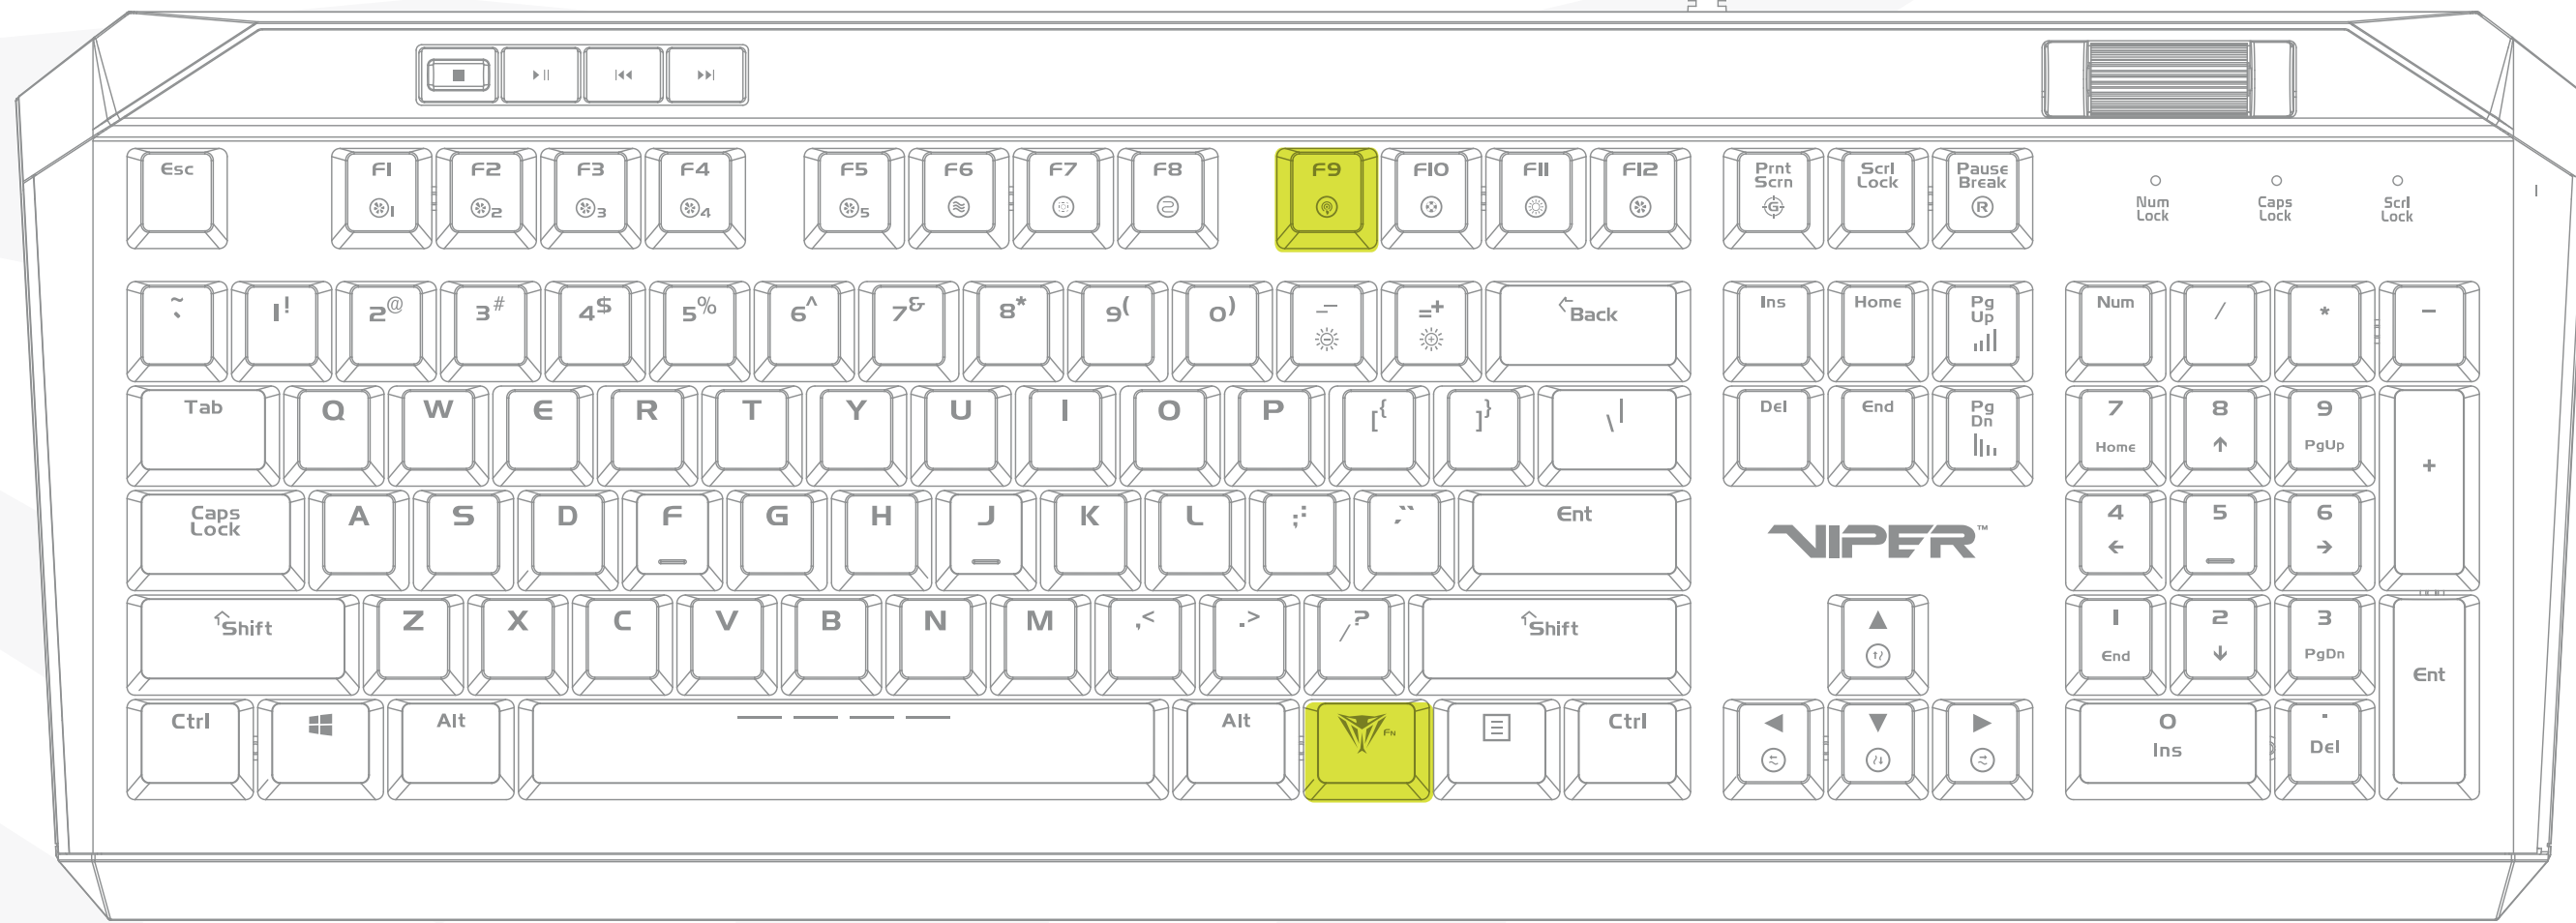 Esc F1 F2 F3 F4 F5 F6 F7 F8 F9 F10 F11 F12 Prnt Scrn Scrl Lock Pause Break
1 2 3 4 5 G R
Num Lock Caps Lock Scrl Lock
~ ` 1! 2@ 3# 4$ 5% 6^ 7& 8* 9( 0) _- =+ Back Ins Home Pg Up Num / * -
Tab Q W E R T Y U I O P [{ ]} \| Del End Pg Dn 7 Home 8 9 PgUp +
Caps Lock A S D F G H J K L ;: '" Ent VIPER™ 4 5 6
Shift Z X C V B N M ,< .> /? Shift 1 End 2 3 PgDn Ent
Ctrl Alt Alt FN Ctrl 0 Ins . Del